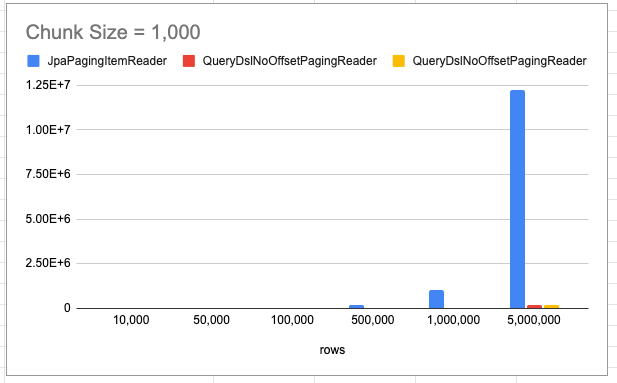 Chunk Size = 1,000
JpaPagingItemReader QueryDslNoOffsetPagingReader QueryDslNoOffsetPagingReader
1.25E+7
1.00E+7
7.50E+6
5.00E+6
2.50E+6
0
10,000 50,000 100,000 500,000 1,000,000 5,000,000
rows